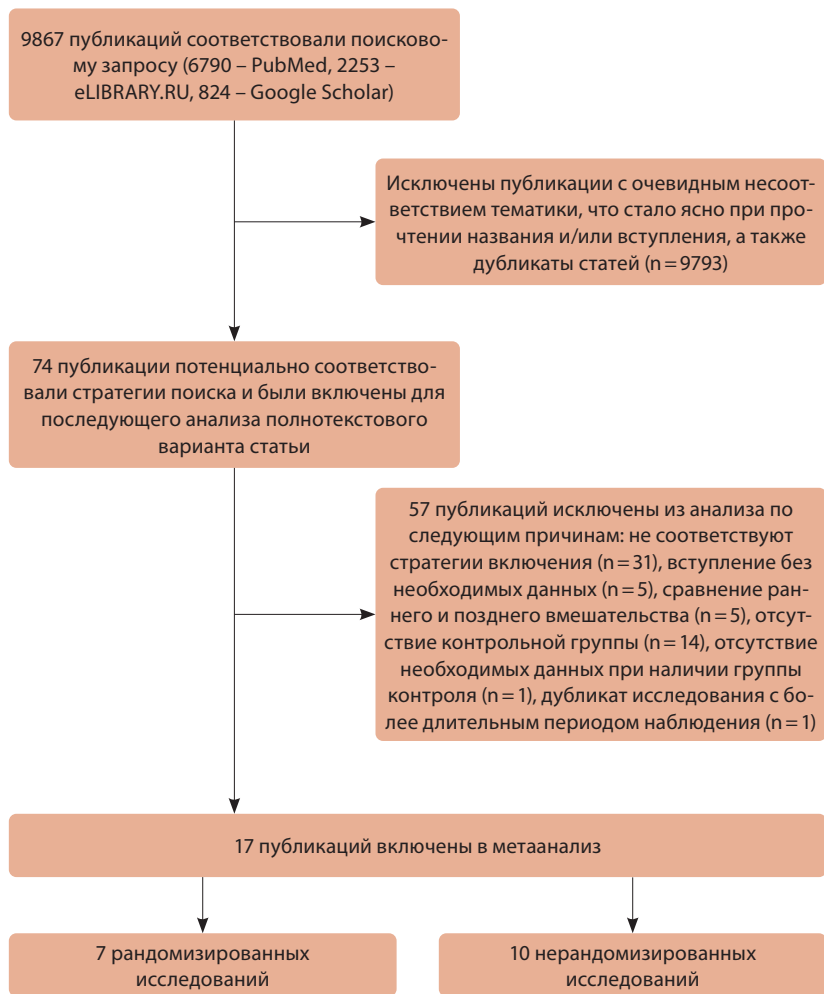 9867 публикаций соответствовали поисково-
му запросу (6790 – PubMed, 2253 –
eLIBRARY.RU, 824 – Google Scholar)
Исключены публикации с очевидным несоот-
ветствием тематики, что стало ясно при про-
чтении названия и/или вступления, а также
дубликаты статей (n = 9793)
74 публикации потенциально соответство-
вали стратегии поиска и были включены для
последующего анализа полнотекстового
варианта статьи
57 публикаций исключены из анализа по
следующим причинам: не соответствуют
стратегии включения (n = 31), вступление без
необходимых данных (n = 5), сравнение ран-
него и позднего вмешательства (n = 5), отсут-
ствие контрольной группы (n = 14), отсутствие
необходимых данных при наличии группы
контроля (n = 1), дубликат исследования с бо-
лее длительным периодом наблюдения (n = 1)
17 публикаций включены в метаанализ
7 рандомизированных
исследований
10 нерандомизированных
исследований